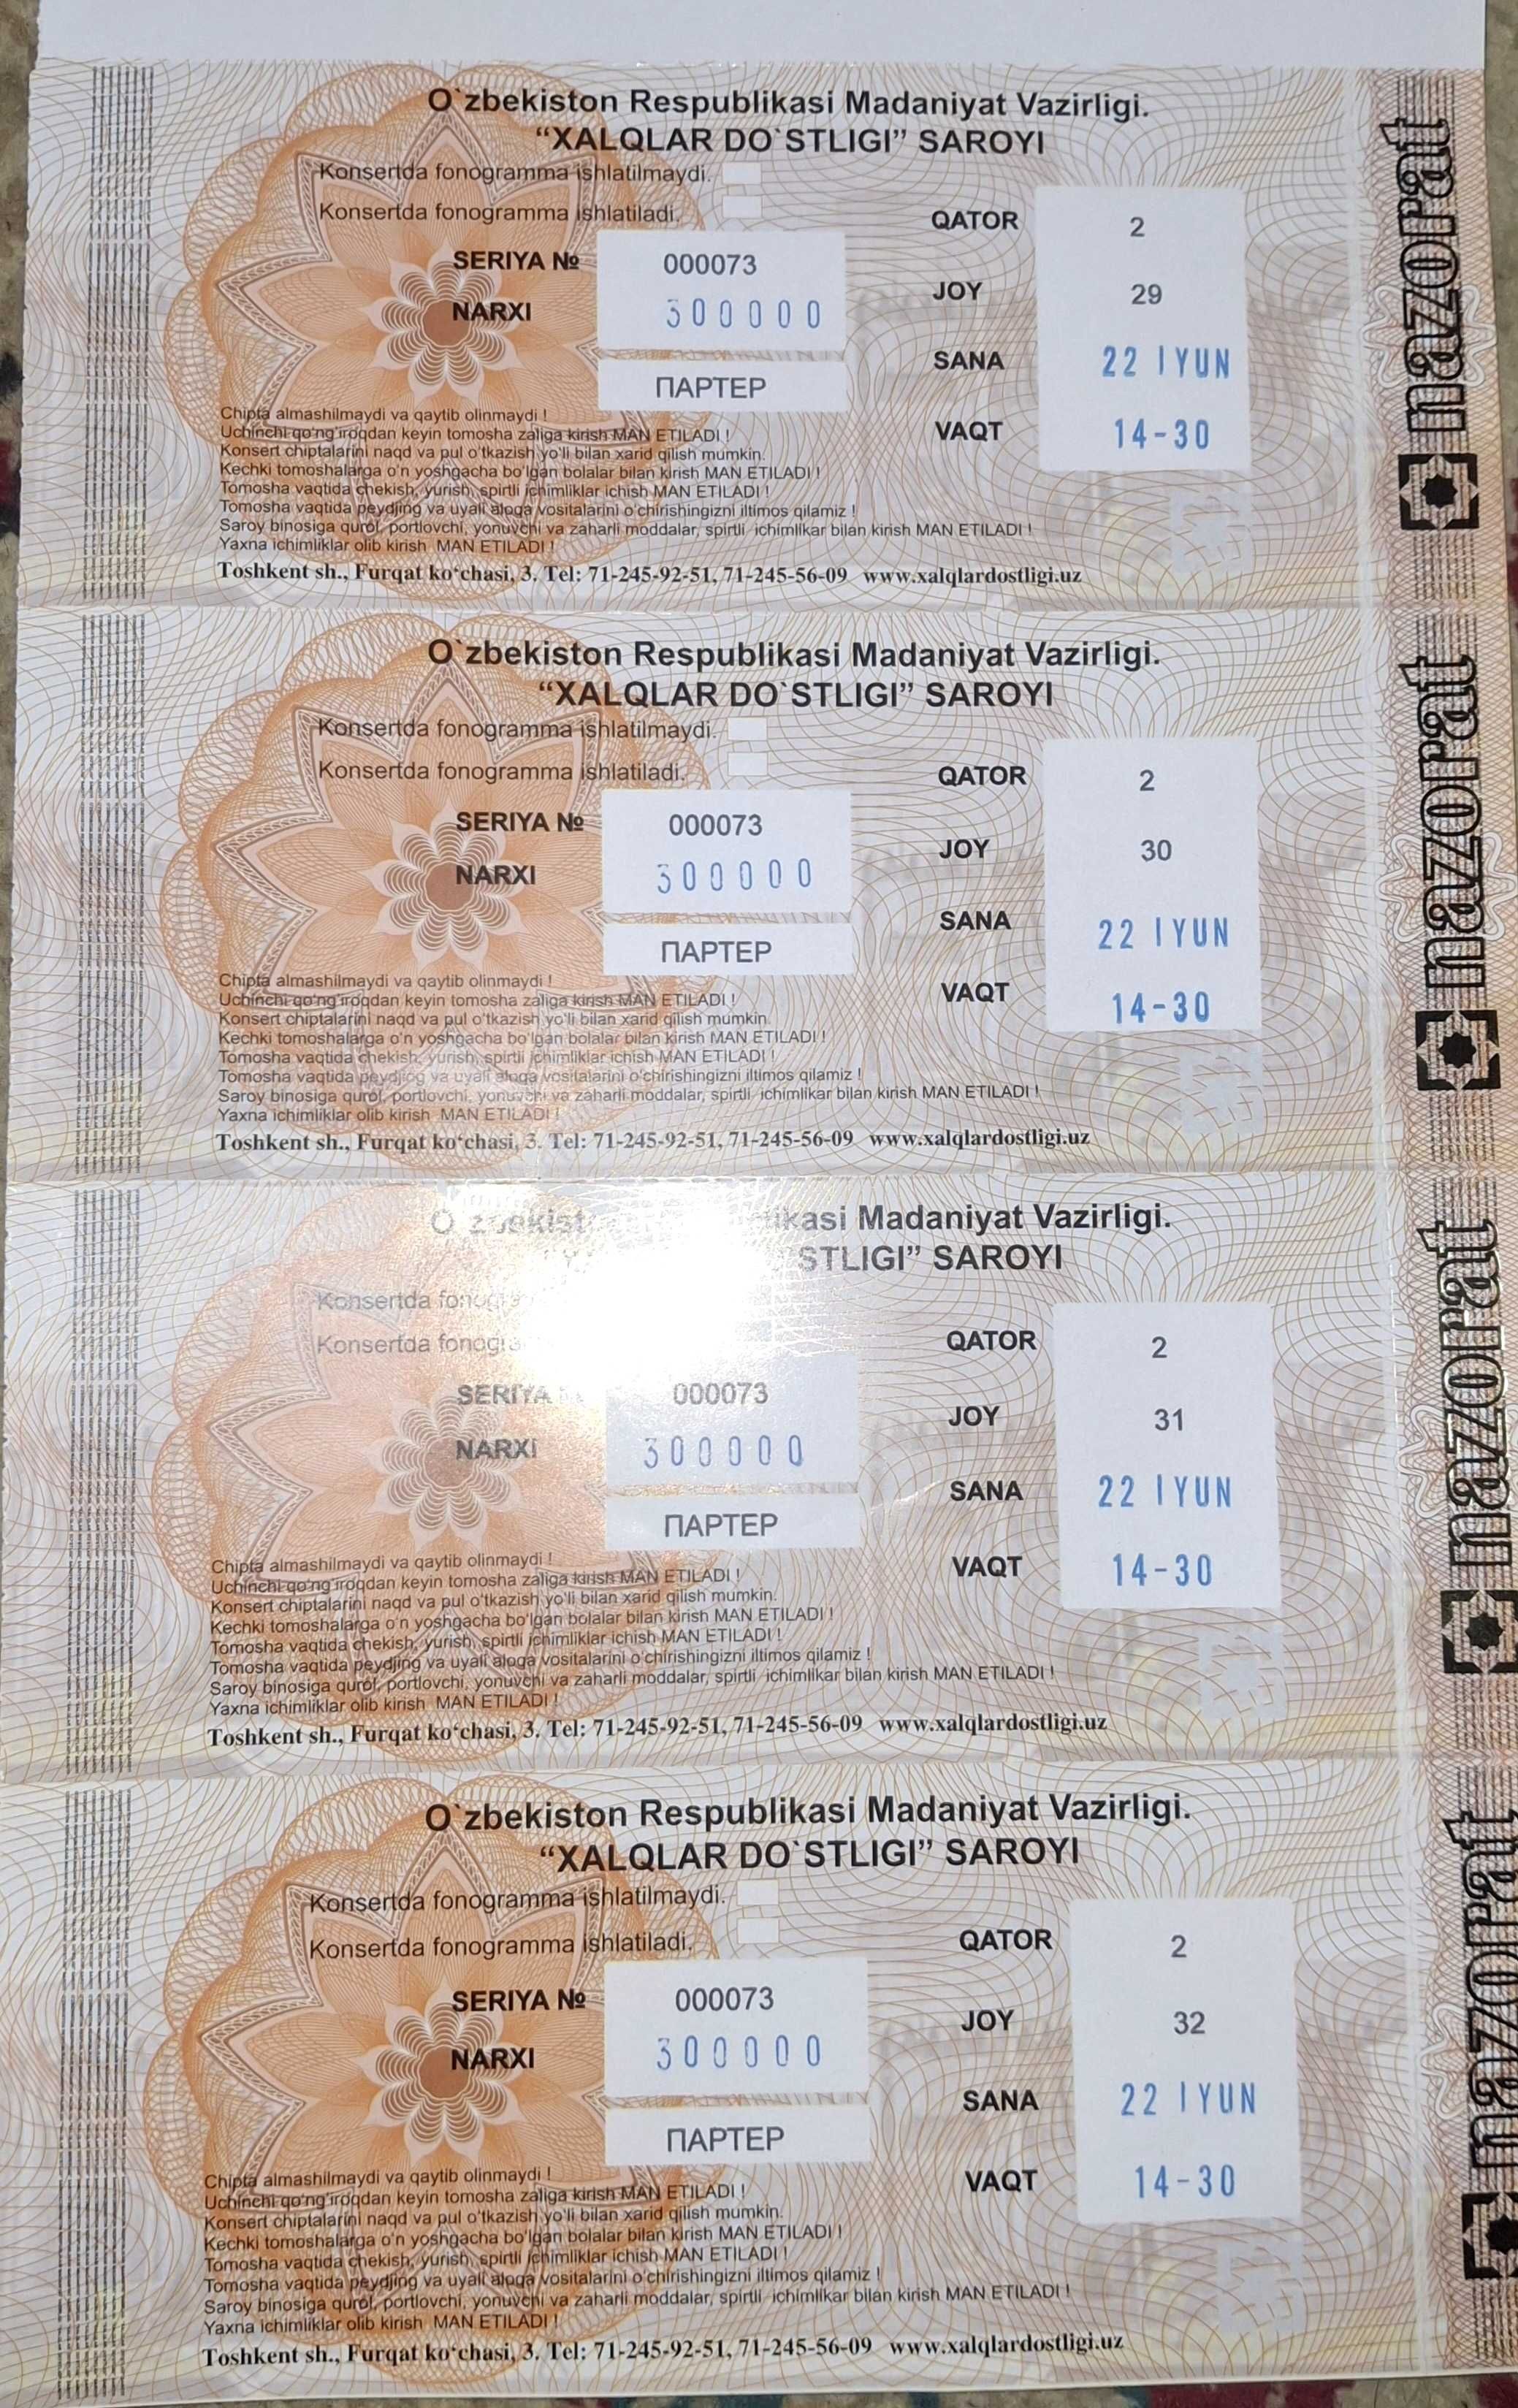 O`zbekiston Respublikasi Madaniyat Vazirligi.
“XALQLAR DO`STLIGI” SAROYI
Konsertda fonogramma ishlatilmaydi.
Konsertda fonogramma ishlatiladi.
QATOR 2
SERIYA № 000073
JOY 29
NARXI 300000
SANA 22 IYUN
ПАРТЕР
VAQT 14-30
Chipta almashilmaydi va qaytib olinmaydi !
Uchinchi qo'ng'iroqdan keyin tomosha zaliga kirish MAN ETILADI !
Konsert chiptalarini naqd va pul o'tkazish yo'li bilan xarid qilish mumkin.
Kechki tomoshalarga o'n yoshgacha bo'lgan bolalar bilan kirish MAN ETILADI !
Tomosha vaqtida chekish, yurish, spirtli ichimliklar ichish MAN ETILADI !
Tomosha vaqtida peydjing va uyali aloqa vositalarini o'chirishingizni iltimos qilamiz !
Saroy binosiga qurol, portlovchi, yonuvchi va zaharli moddalar, spirtli ichimlikar bilan kirish MAN ETILADI !
Yaxna ichimliklar olib kirish MAN ETILADI !
Toshkent sh., Furqat ko‘chasi, 3. Tel: 71-245-92-51, 71-245-56-09 www.xalqlardostligi.uz
nazorat
O`zbekiston Respublikasi Madaniyat Vazirligi.
“XALQLAR DO`STLIGI” SAROYI
Konsertda fonogramma ishlatilmaydi.
Konsertda fonogramma ishlatiladi.
QATOR 2
SERIYA № 000073
JOY 30
NARXI 300000
SANA 22 IYUN
ПАРТЕР
VAQT 14-30
Chipta almashilmaydi va qaytib olinmaydi !
Uchinchi qo'ng'iroqdan keyin tomosha zaliga kirish MAN ETILADI !
Konsert chiptalarini naqd va pul o'tkazish yo'li bilan xarid qilish mumkin.
Kechki tomoshalarga o'n yoshgacha bo'lgan bolalar bilan kirish MAN ETILADI !
Tomosha vaqtida chekish, yurish, spirtli ichimliklar ichish MAN ETILADI !
Tomosha vaqtida peydjing va uyali aloqa vositalarini o'chirishingizni iltimos qilamiz !
Saroy binosiga qurol, portlovchi, yonuvchi va zaharli moddalar, spirtli ichimlikar bilan kirish MAN ETILADI !
Yaxna ichimliklar olib kirish MAN ETILADI !
Toshkent sh., Furqat ko‘chasi, 3. Tel: 71-245-92-51, 71-245-56-09 www.xalqlardostligi.uz
nazorat
Madaniyat Vazirligi.
SAROYI
Konsertda
Konsertda
QATOR 2
SERIYA 000073
JOY 31
NARXI 300000
SANA 22 IYUN
ПАРТЕР
VAQT 14-30
Chipta almashilmaydi va qaytib olinmaydi !
Uchinchi qo'ng'iroqdan keyin tomosha zaliga kirish MAN ETILADI !
Konsert chiptalarini naqd va pul o'tkazish yo'li bilan xarid qilish mumkin.
Kechki tomoshalarga o'n yoshgacha bo'lgan bolalar bilan kirish MAN ETILADI !
Tomosha vaqtida chekish, yurish, spirtli ichimliklar ichish MAN ETILADI !
Tomosha vaqtida peydjing va uyali aloqa vositalarini o'chirishingizni iltimos qilamiz !
Saroy binosiga qurol, portlovchi, yonuvchi va zaharli moddalar, spirtli ichimlikar bilan kirish MAN ETILADI !
Yaxna ichimliklar olib kirish MAN ETILADI !
Toshkent sh., Furqat ko‘chasi, 3. Tel: 71-245-92-51, 71-245-56-09 www.xalqlardostligi.uz
nazorat
O`zbekiston Respublikasi Madaniyat Vazirligi.
“XALQLAR DO`STLIGI” SAROYI
Konsertda fonogramma ishlatilmaydi.
Konsertda fonogramma ishlatiladi.
QATOR 2
SERIYA № 000073
JOY 32
NARXI 300000
SANA 22 IYUN
ПАРТЕР
VAQT 14-30
Chipta almashilmaydi va qaytib olinmaydi !
Uchinchi qo'ng'iroqdan keyin tomosha zaliga kirish MAN ETILADI !
Konsert chiptalarini naqd va pul o'tkazish yo'li bilan xarid qilish mumkin.
Kechki tomoshalarga o'n yoshgacha bo'lgan bolalar bilan kirish MAN ETILADI !
Tomosha vaqtida chekish, yurish, spirtli ichimliklar ichish MAN ETILADI !
Tomosha vaqtida peydjing va uyali aloqa vositalarini o'chirishingizni iltimos qilamiz !
Saroy binosiga qurol, portlovchi, yonuvchi va zaharli moddalar, spirtli ichimlikar bilan kirish MAN ETILADI !
Yaxna ichimliklar olib kirish MAN ETILADI !
Toshkent sh., Furqat ko‘chasi, 3. Tel: 71-245-92-51, 71-245-56-09 www.xalqlardostligi.uz
nazorat